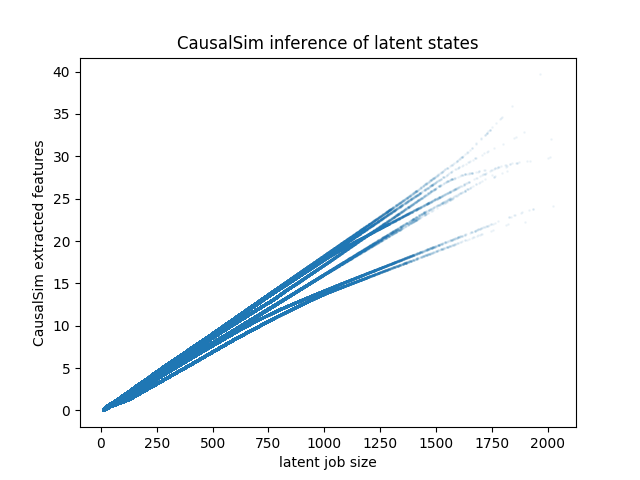 CausalSim inference of latent states
CausalSim extracted features
40
35
30
25
20
15
10
5
0
0 250 500 750 1000 1250 1500 1750 2000
latent job size